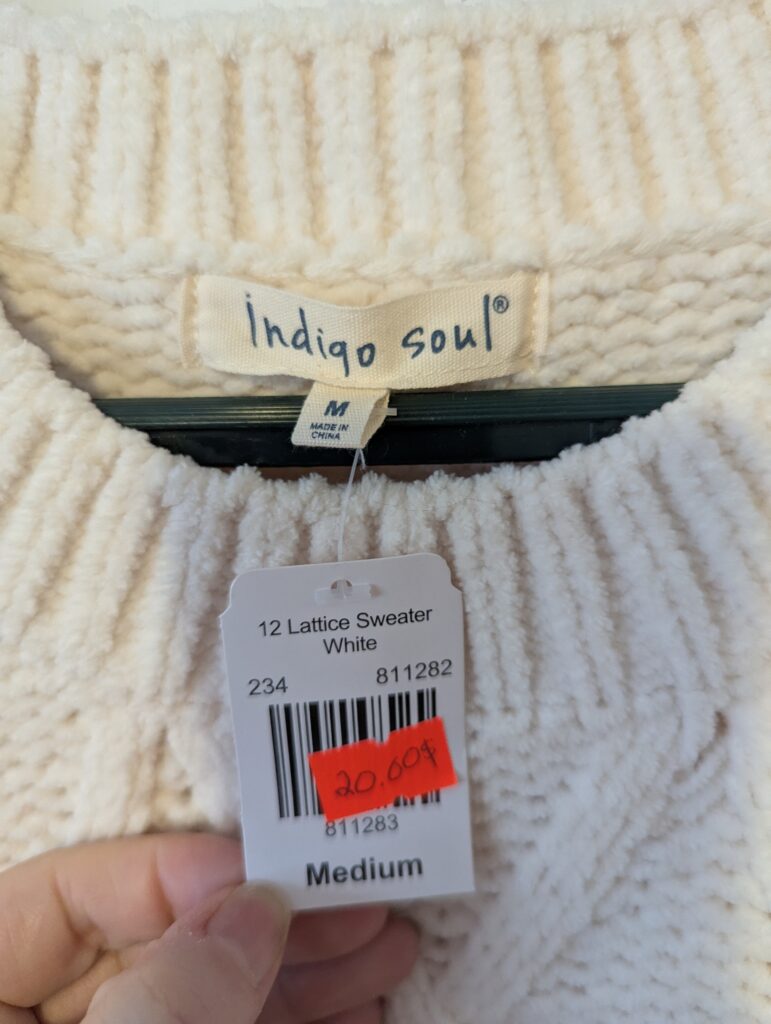 indigo soul®
M
MADE IN
CHINA
12 Lattice Sweater
White
234 811282
20.00$
811283
Medium